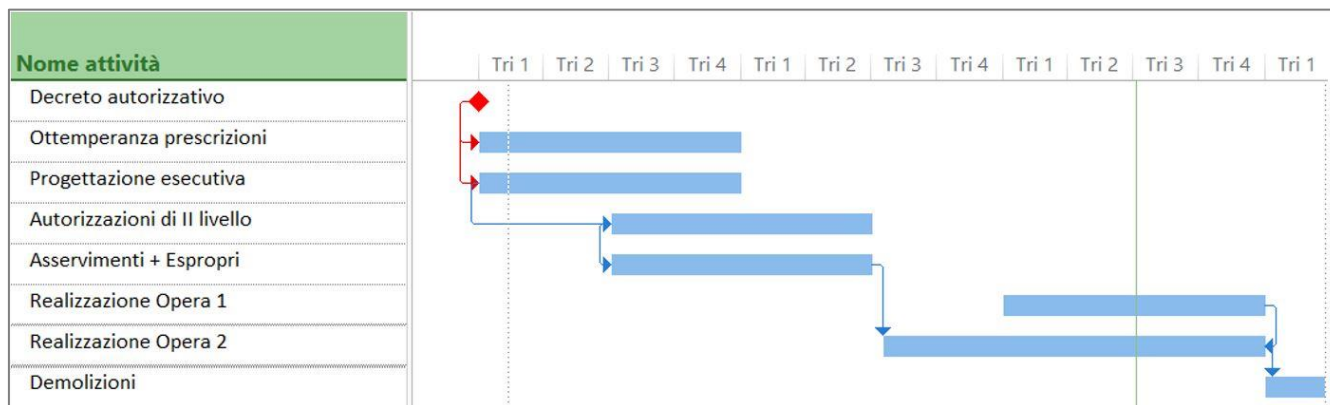 Nome attività
Tri 1 Tri 2 Tri 3 Tri 4 Tri 1 Tri 2 Tri 3 Tri 4 Tri 1 Tri 2 Tri 3 Tri 4 Tri 1
Decreto autorizzativo
Ottemperanza prescrizioni
Progettazione esecutiva
Autorizzazioni di II livello
Asservimenti + Espropri
Realizzazione Opera 1
Realizzazione Opera 2
Demolizioni